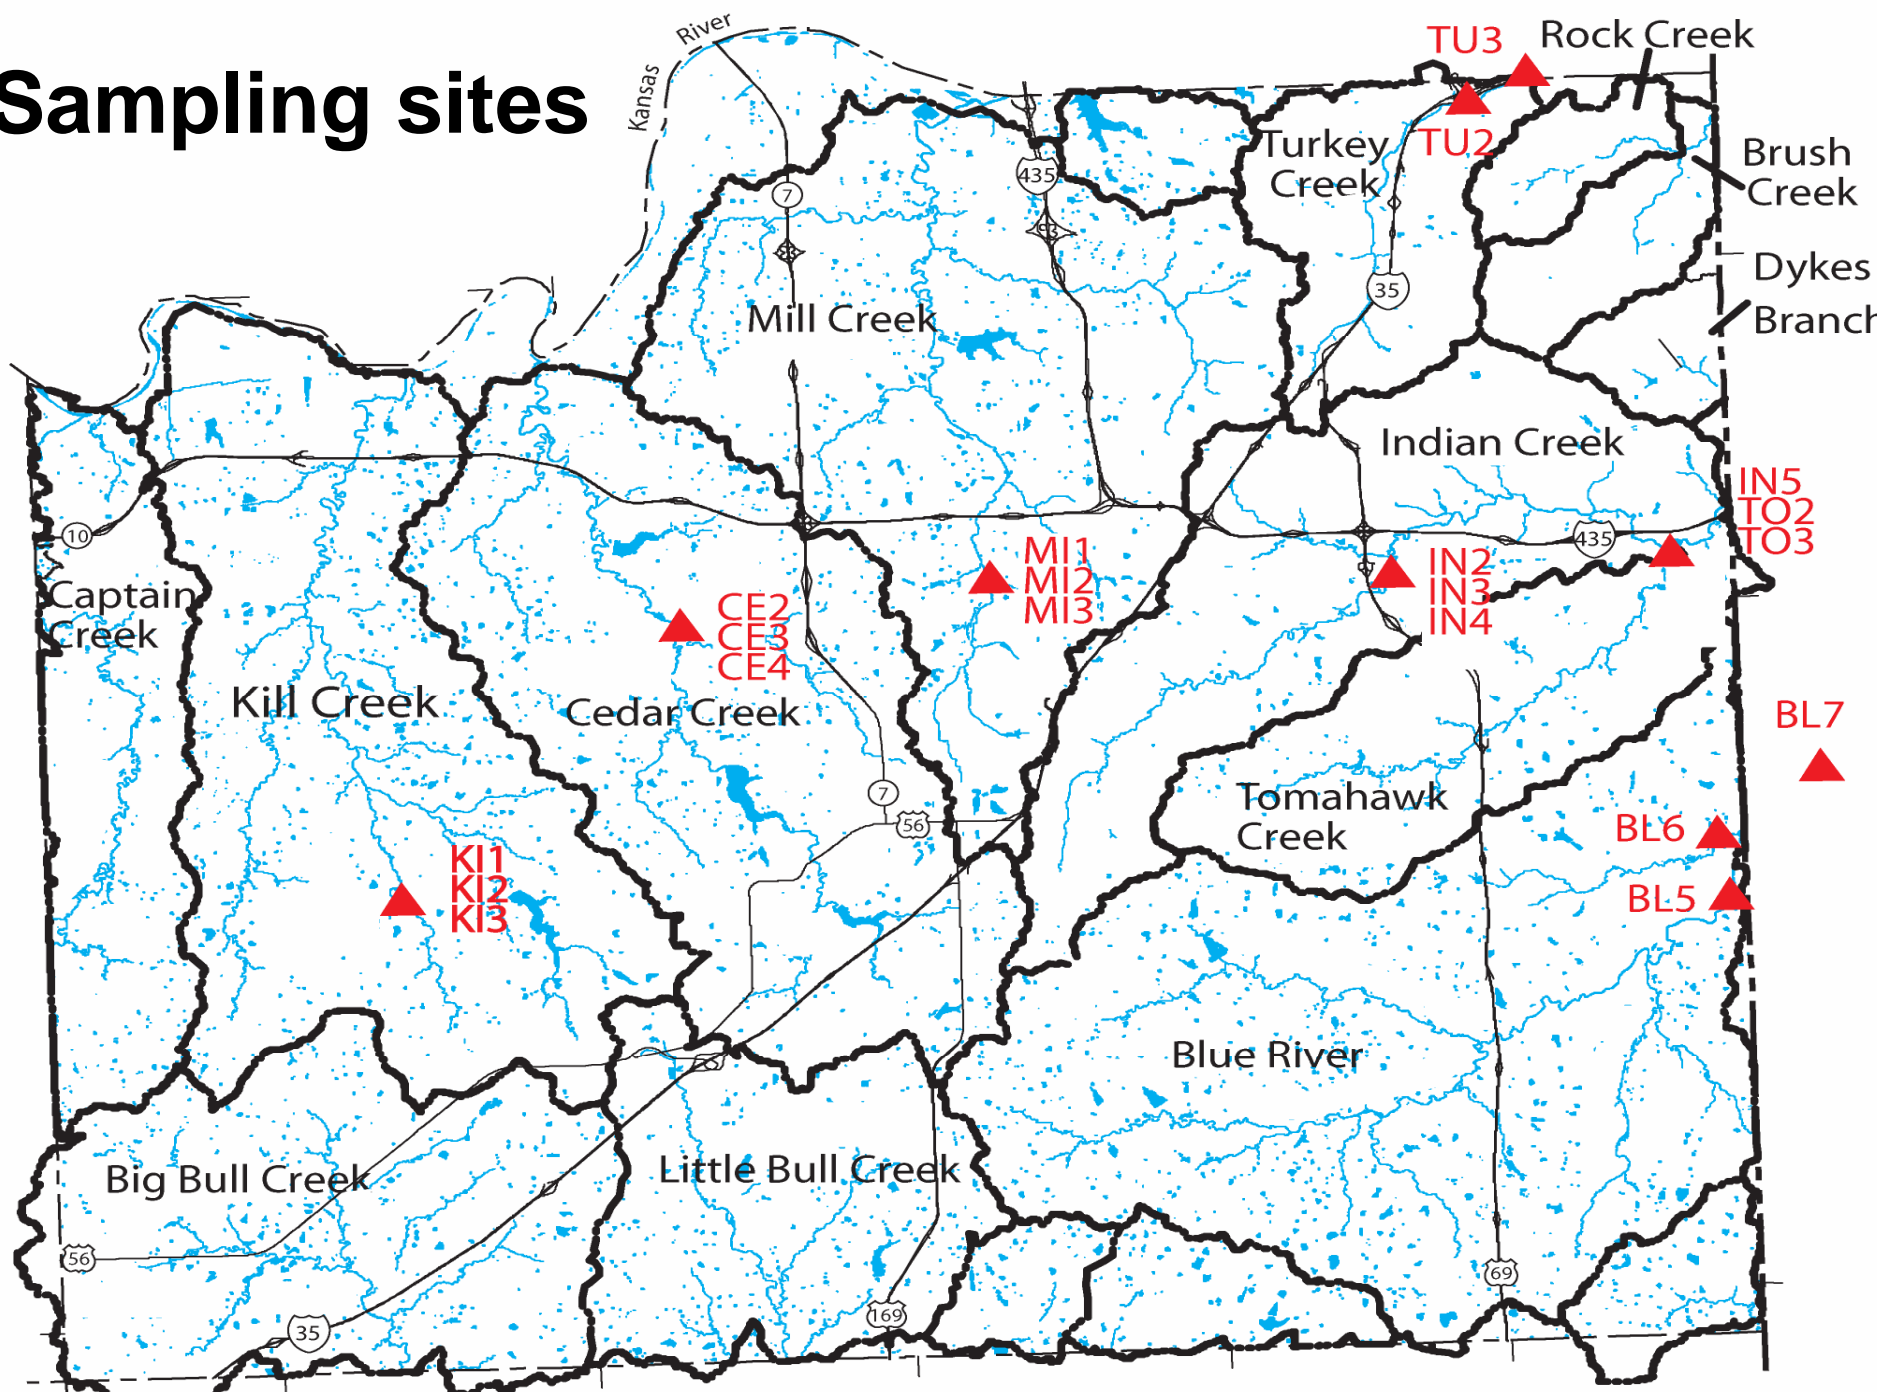 Sampling sites
River
Kansas
TU3
Rock Creek
TU2
Turkey
Creek
Brush
Creek
435
7
Dykes
Branch
35
Mill Creek
Indian Creek
IN5
TO2
TO3
10
435
MI1
MI2
MI3
IN2
IN3
IN4
Captain
Creek
CE2
CE3
CE4
Kill Creek
Cedar Creek
BL7
7
56
Tomahawk
Creek
BL6
KI1
KI2
KI3
BL5
Blue River
Big Bull Creek
Little Bull Creek
56
69
169
35